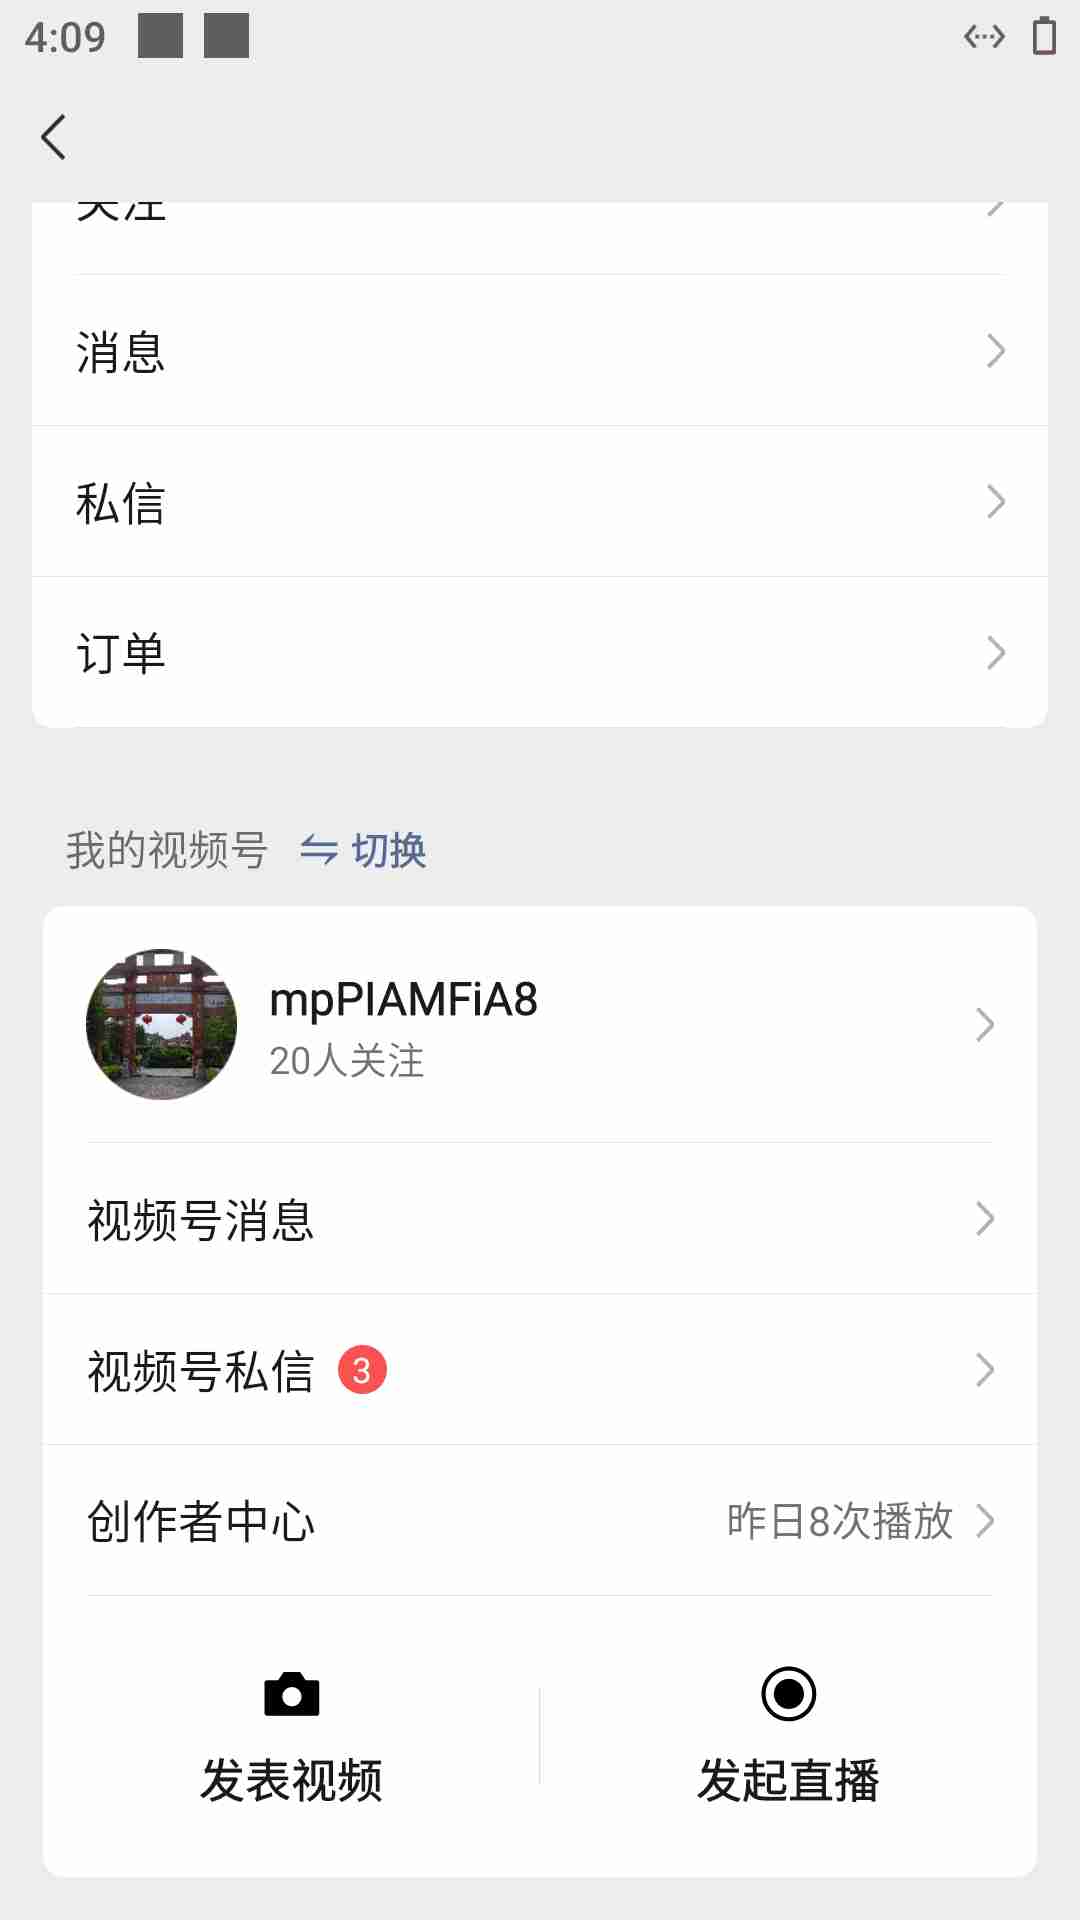 4:09
关注
消息
私信
订单
我的视频号 切换
mpPIAMFiA8
20人关注
视频号消息
视频号私信 3
创作者中心 昨日8次播放
发表视频 发起直播